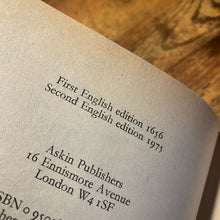 First English edition 1656
Second English edition 1975
Askin Publishers
16 Ennismore Avenue
London W4 1SF